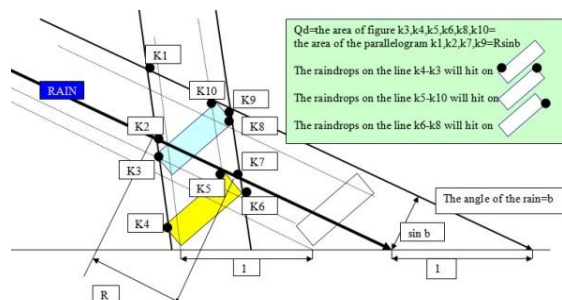 Qd=the area of figure k3,k4,k5,k6,k8,k10=
the area of the parallelogram k1,k2,k7,k9=Rsinb
The raindrops on the line k4-k3 will hit on
The raindrops on the line k5-k10 will hit on
The raindrops on the line k6-k8 will hit on
K1
RAIN
K10
K9
K2
K8
K3
K7
K5
K6
K4
The angle of the rain=b
sin b
1
1
R